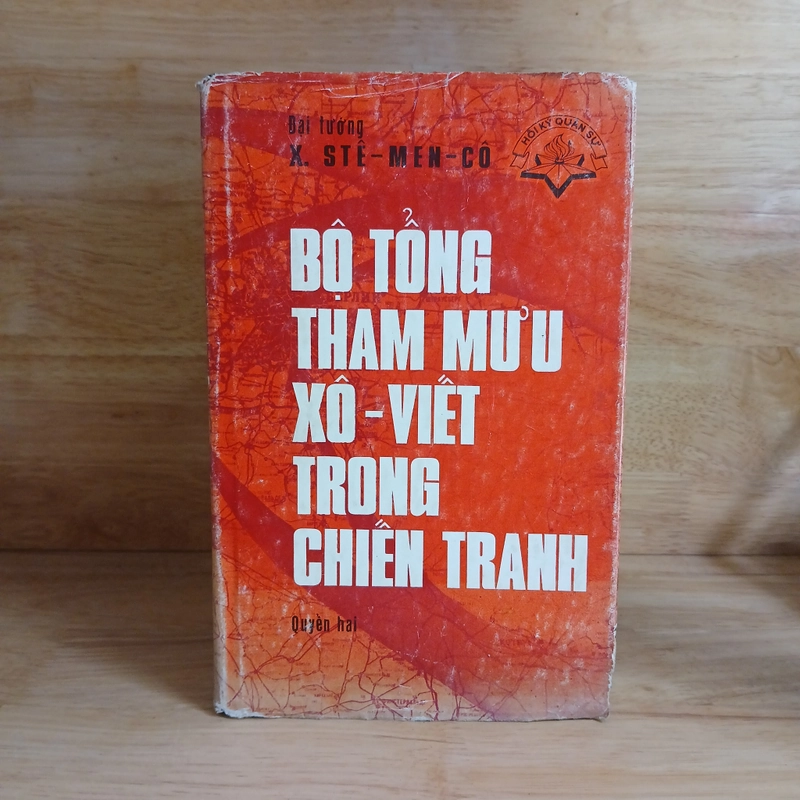 Đại tướng
X. STÊ-MEN-CÔ
HỒI KÝ QUÂN SỰ
BỘ TỔNG
THAM MƯU
XÔ-VIẾT
TRONG
CHIẾN TRANH
Quyển hai